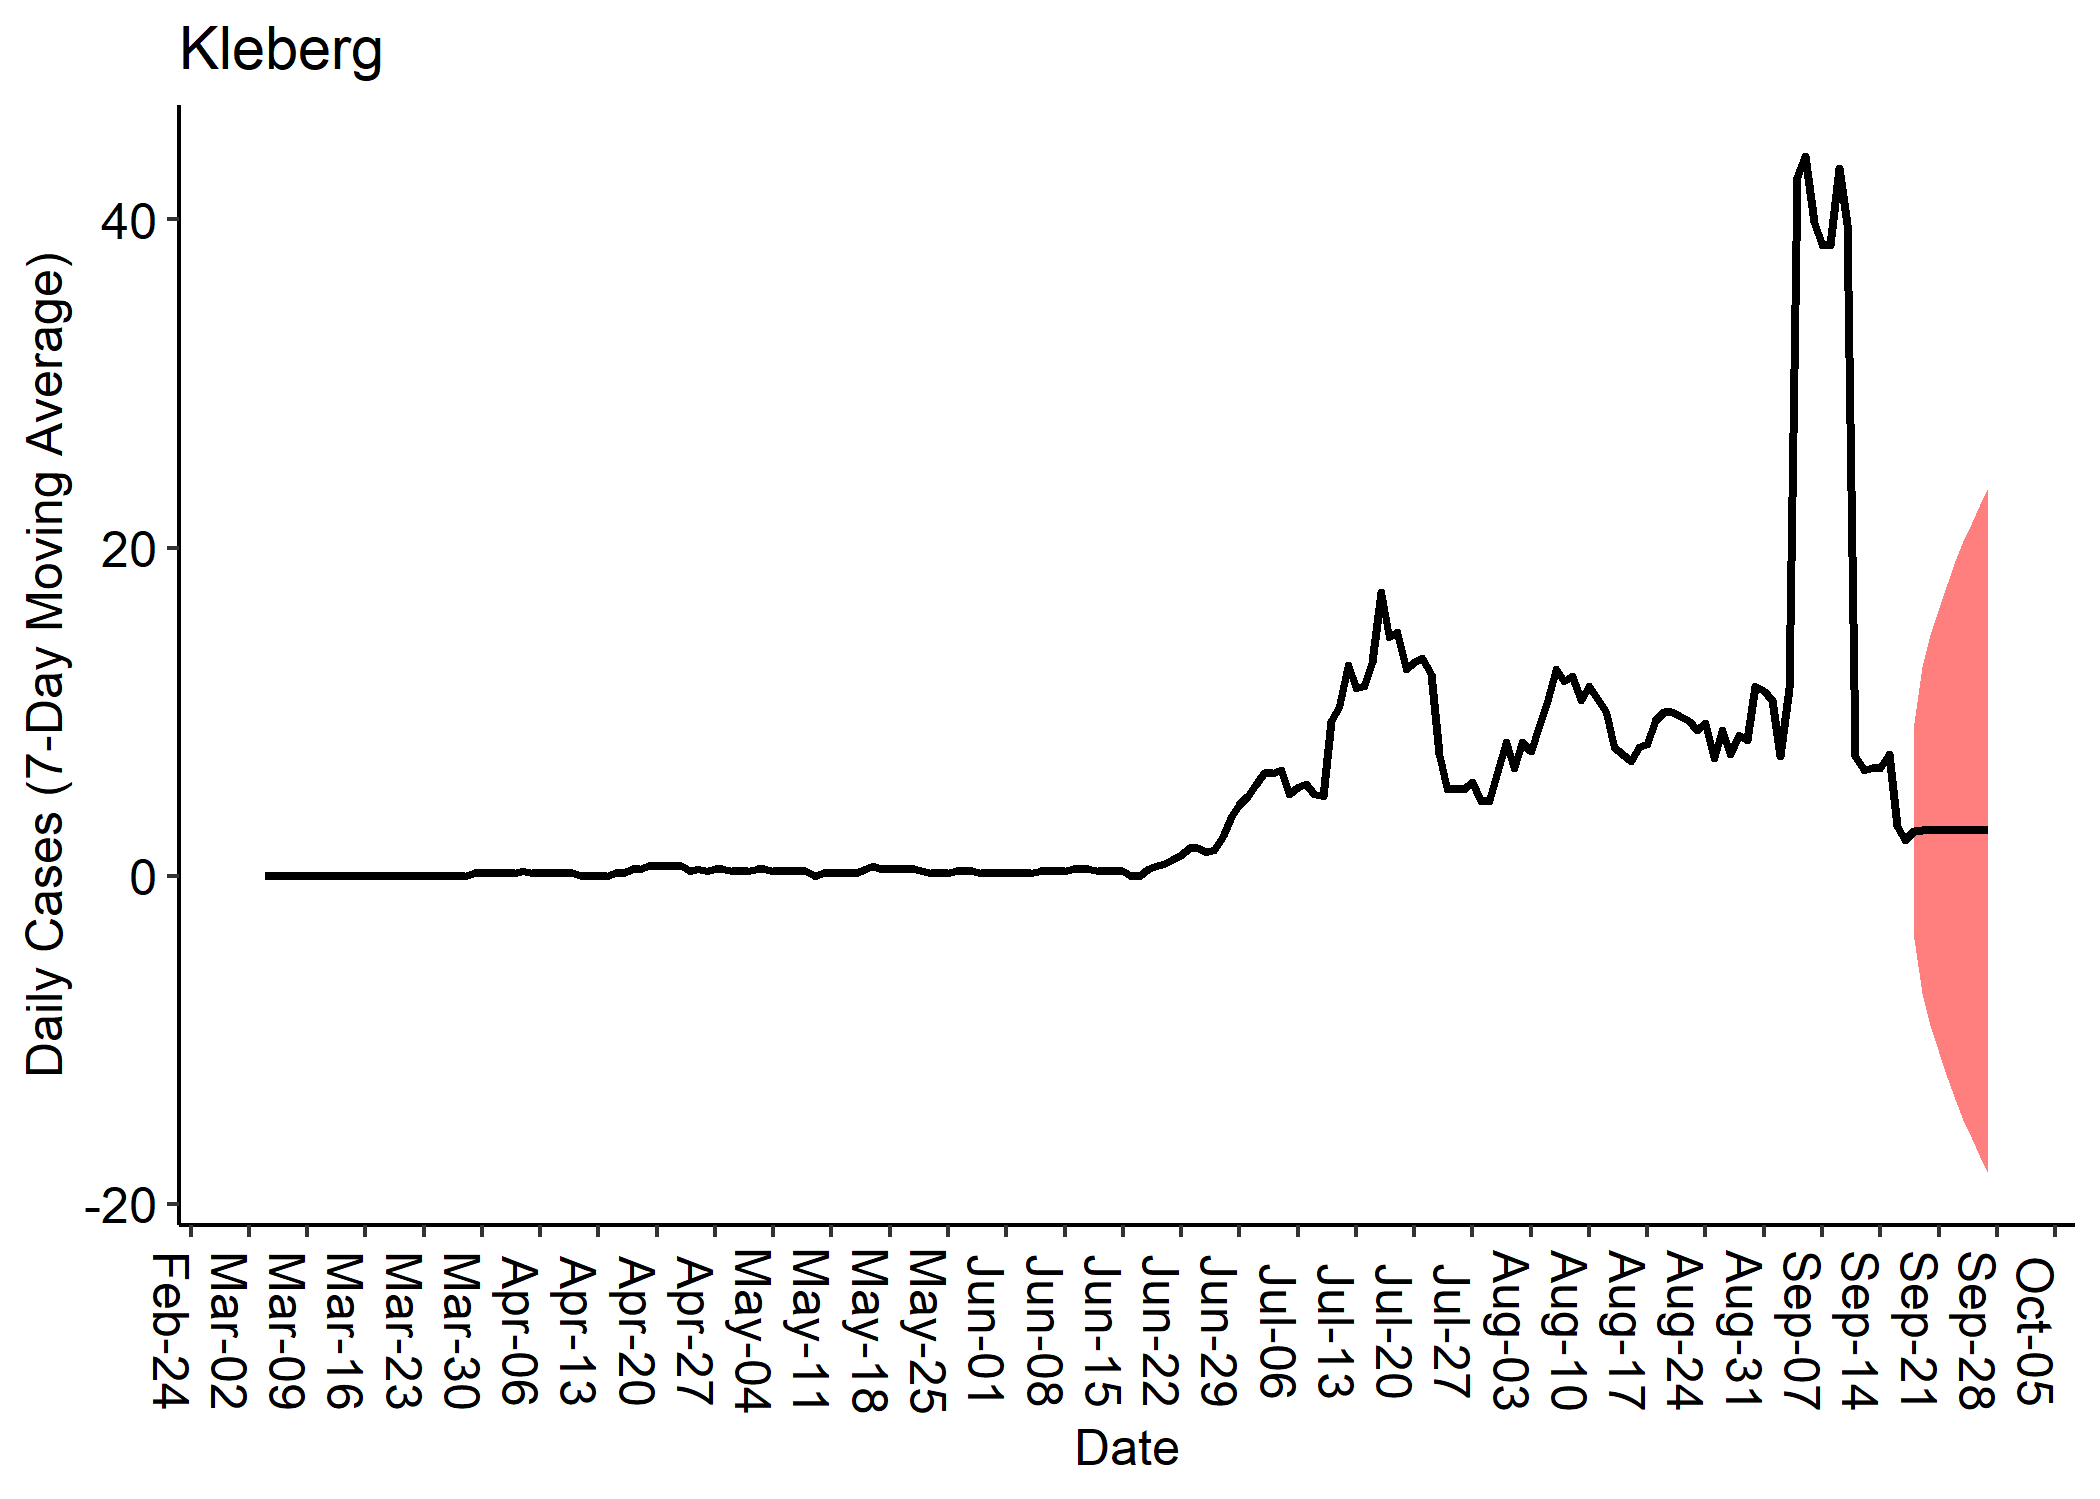 Kleberg
Daily Cases (7-Day Moving Average)
40
20
0
-20
Feb-24
Mar-02
Mar-09
Mar-16
Mar-23
Mar-30
Apr-06
Apr-13
Apr-20
Apr-27
May-04
May-11
May-18
May-25
Jun-01
Jun-08
Jun-15
Jun-22
Jun-29
Jul-06
Jul-13
Jul-20
Jul-27
Aug-03
Aug-10
Aug-17
Aug-24
Aug-31
Sep-07
Sep-14
Sep-21
Sep-28
Oct-05
Date